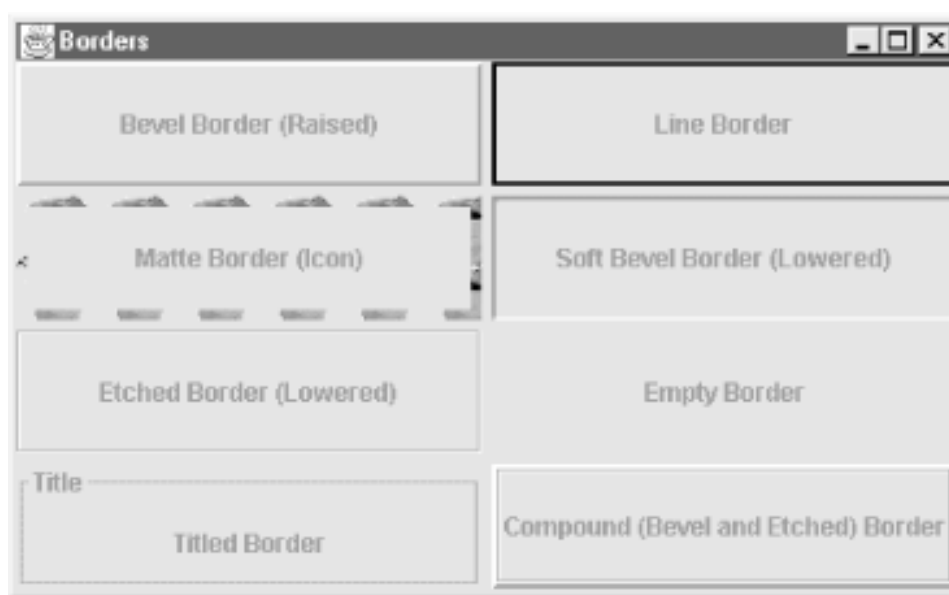 Borders
Bevel Border (Raised)
Line Border
Matte Border (Icon)
Soft Bevel Border (Lowered)
Etched Border (Lowered)
Empty Border
Title
Titled Border
Compound (Bevel and Etched) Border